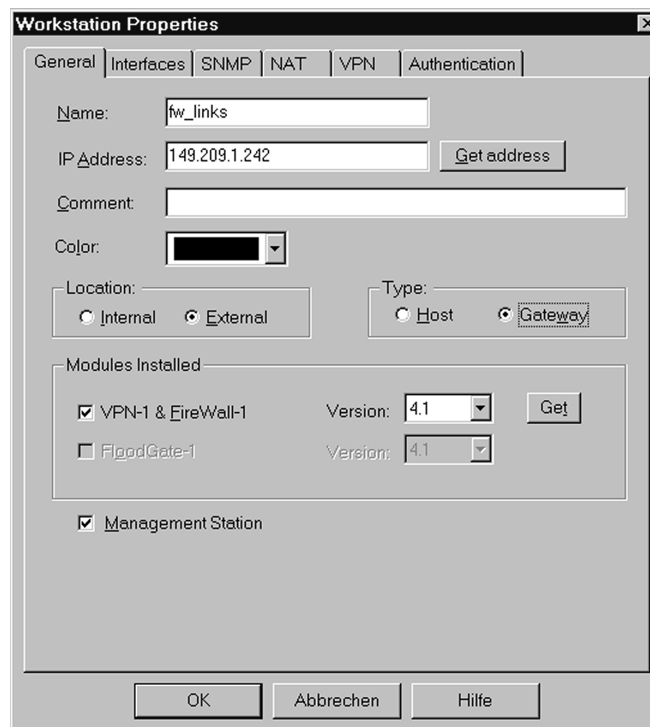 Workstation Properties
General Interfaces SNMP NAT VPN Authentication
Name: fw_links
IP Address: 149.209.1.242 Get address
Comment:
Color:
Location: Type:
Internal External Host Gateway
Modules Installed
VPN-1 & FireWall-1 Version: 4.1 Get
FloodGate-1 Version: 4.1
Management Station
OK Abbrechen Hilfe